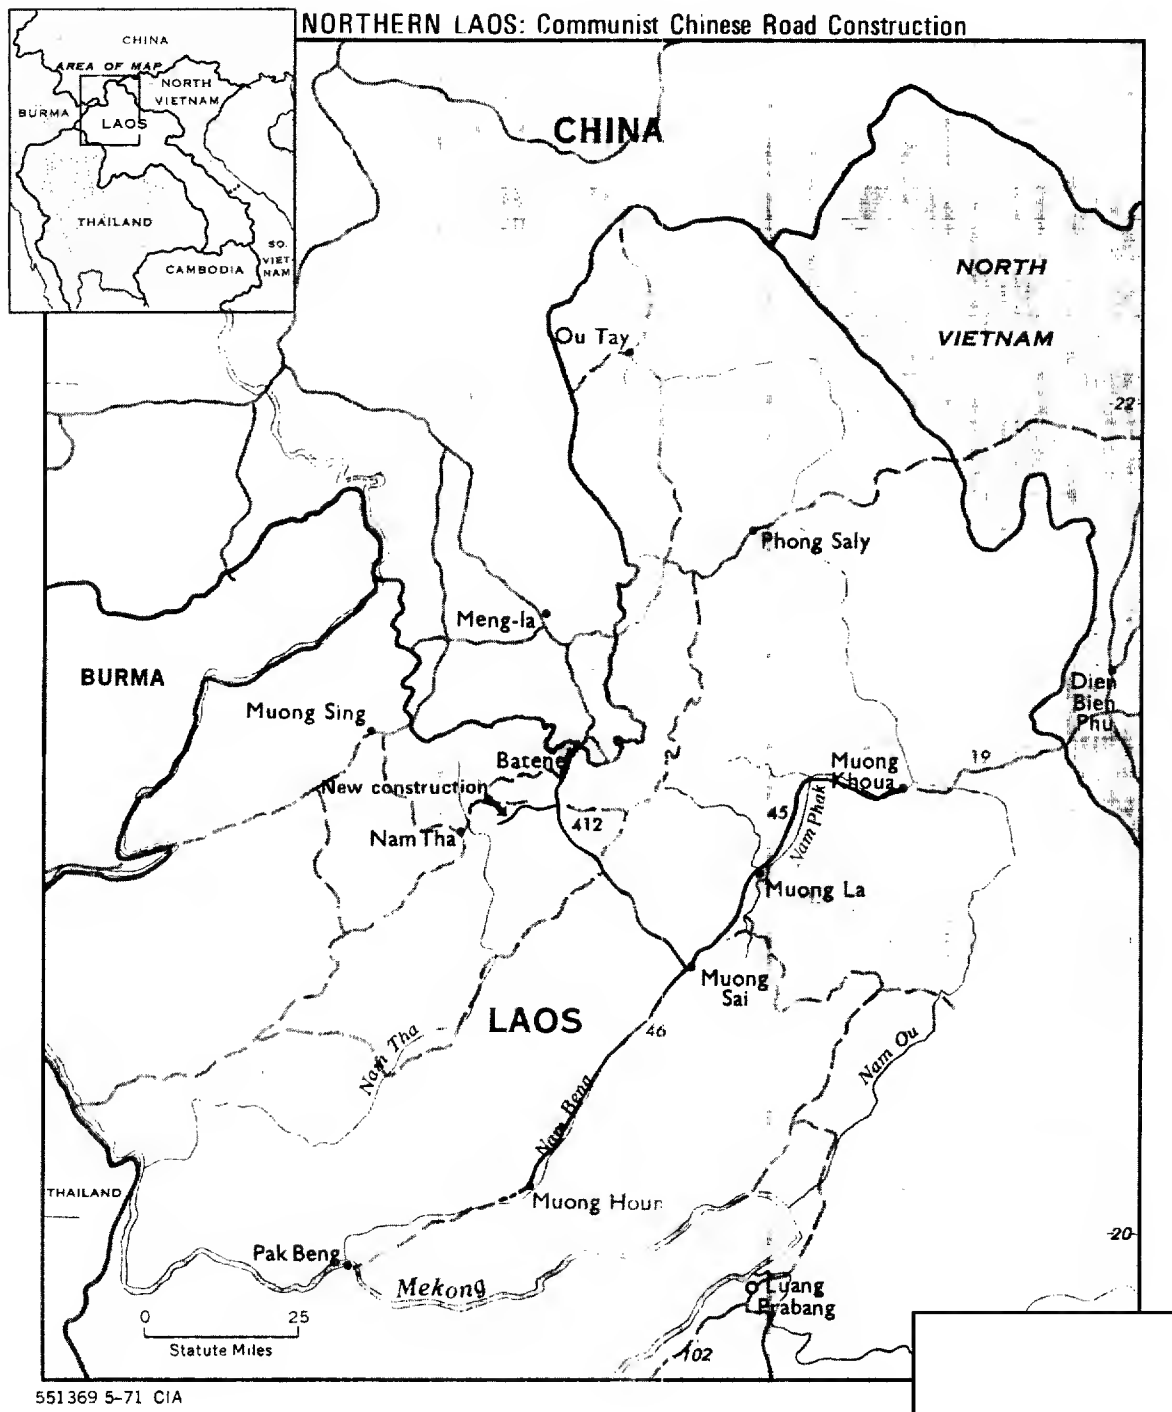 NORTHERN LAOS: Communist Chinese Road Construction
CHINA
AREA OF MAP
NORTH
VIETNAM
BURMA
LAOS
THAILAND
SO.
VIET-
NAM
CAMBODIA
CHINA
NORTH
VIETNAM
Ou Tay
22
Phong Saly
Meng-la
BURMA
Dien
Bien
Phu
Muong Sing
Batene
Muong
Khoua
19
New construction
45
Nam Phak
412
Nam Tha
Muong La
Muong
Sai
LAOS
46
Nam Tha
Nam Ou
Nam Beng
THAILAND
Muong Houn
20
Pak Beng
Mekong
Luang
Prabang
0 25
Statute Miles
102
551369 5-71 CIA